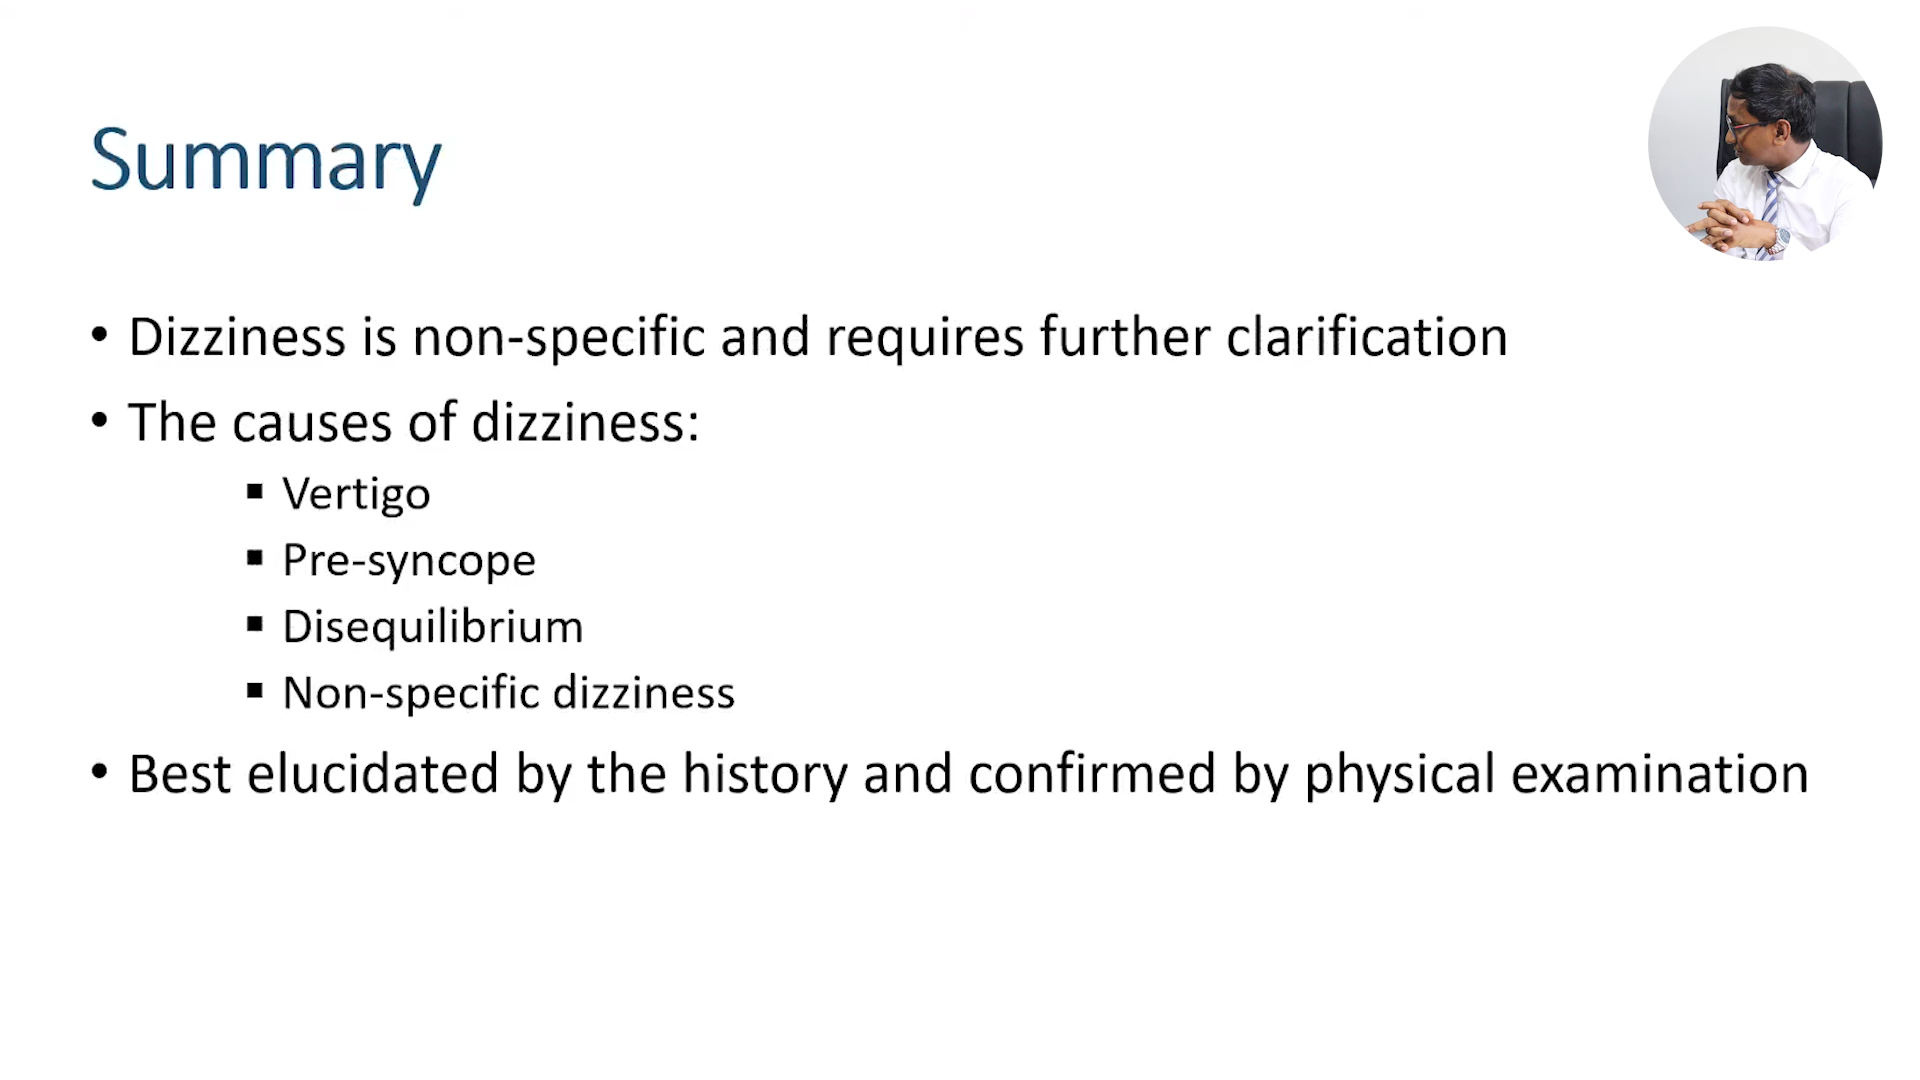 Summary
• Dizziness is non-specific and requires further clarification
• The causes of dizziness:
▪ Vertigo
▪ Pre-syncope
▪ Disequilibrium
▪ Non-specific dizziness
• Best elucidated by the history and confirmed by physical examination